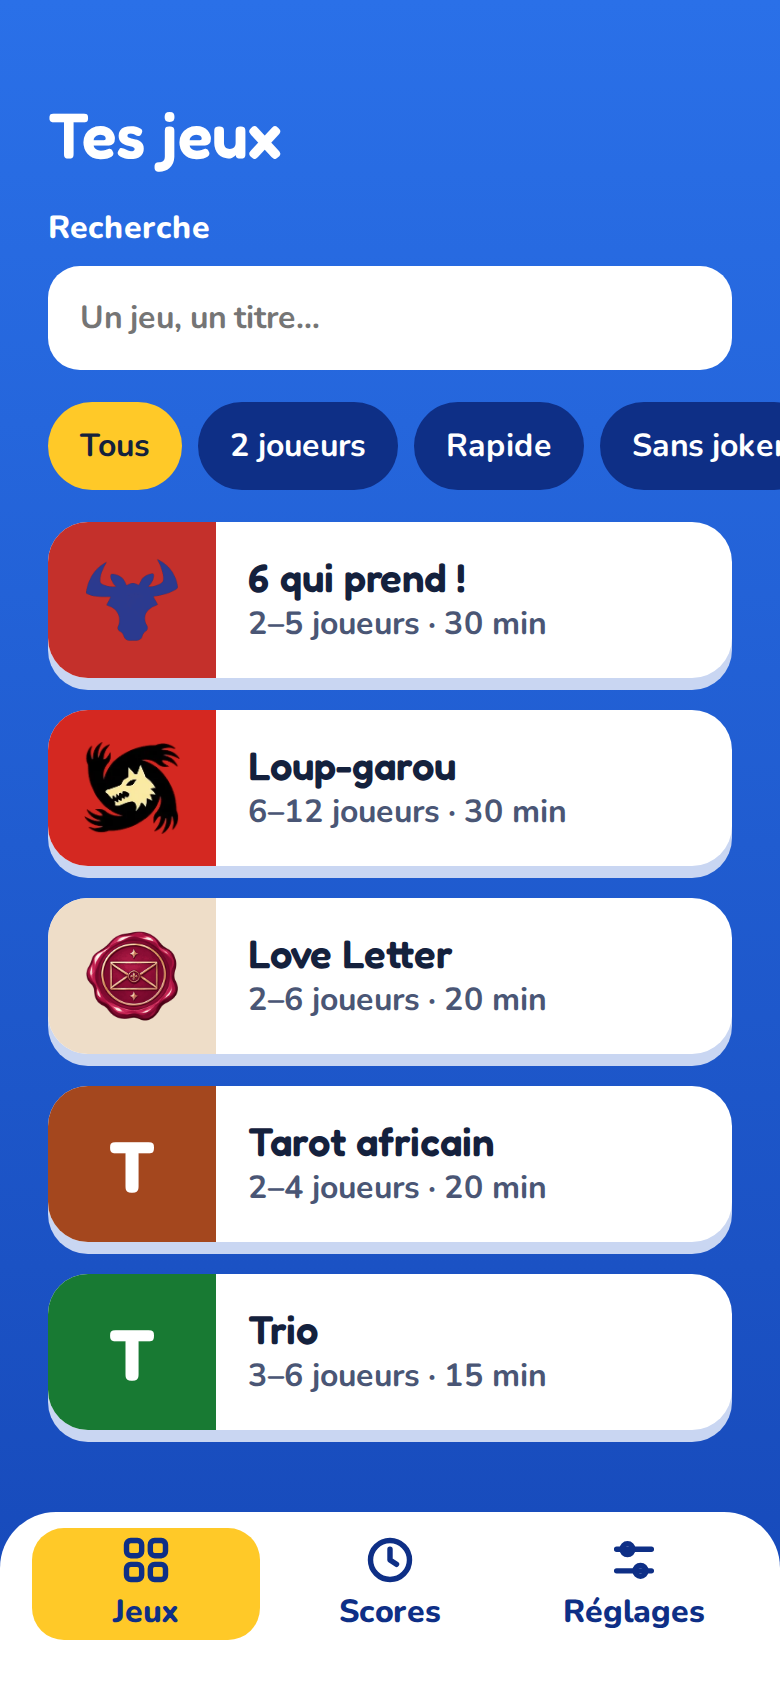 Tes jeux
Recherche
Un jeu, un titre...
Tous
2 joueurs
Rapide
Sans joker
6 qui prend !
2–5 joueurs · 30 min
Loup-garou
6–12 joueurs · 30 min
Love Letter
2–6 joueurs · 20 min
T
Tarot africain
2–4 joueurs · 20 min
T
Trio
3–6 joueurs · 15 min
Jeux
Scores
Réglages